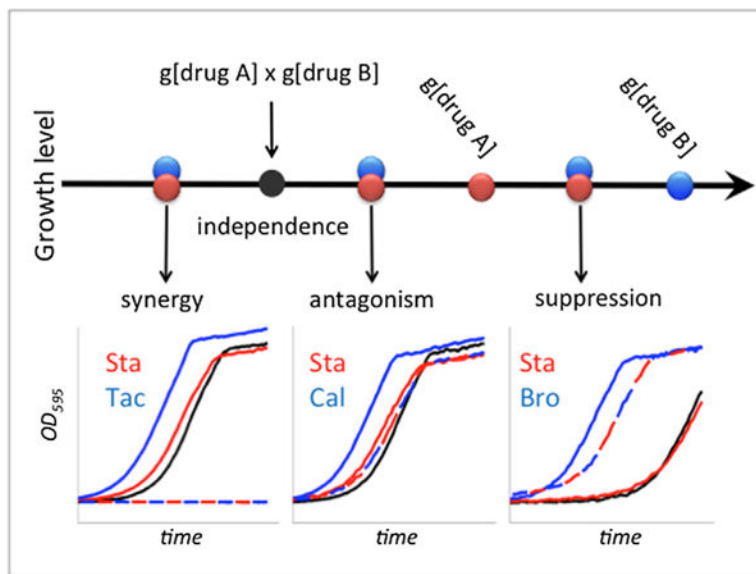 g[drug A] x g[drug B]
g[drug A]
g[drug B]
Growth level
independence
synergy
antagonism
suppression
Sta
Tac
Sta
Cal
Sta
Bro
OD595
time
time
time